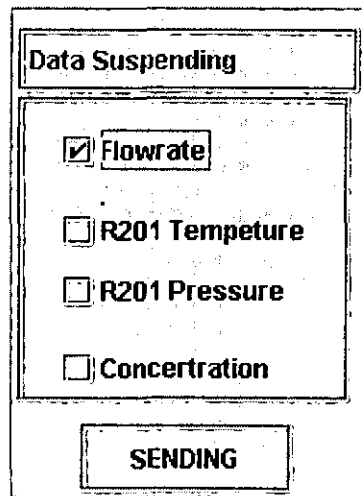 Data Suspending
Flowrate
R201 Tempeture
R201 Pressure
Concertration
SENDING